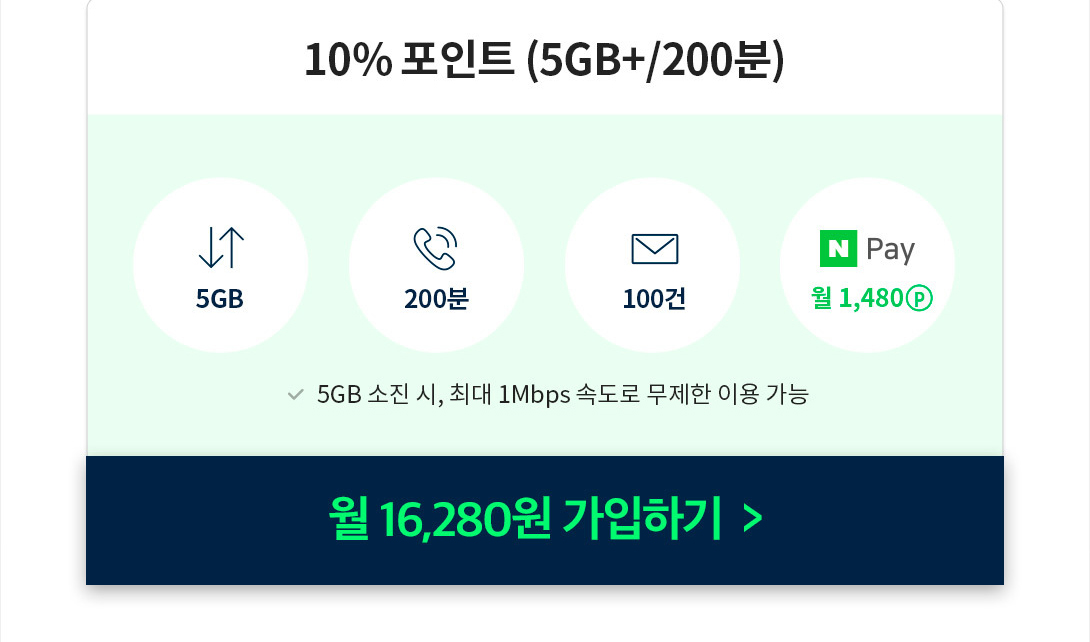 10% 포인트 (5GB+/200분)
5GB
200분
100건
N Pay
월 1,480Ⓟ
5GB 소진 시, 최대 1Mbps 속도로 무제한 이용 가능
월 16,280원 가입하기 >